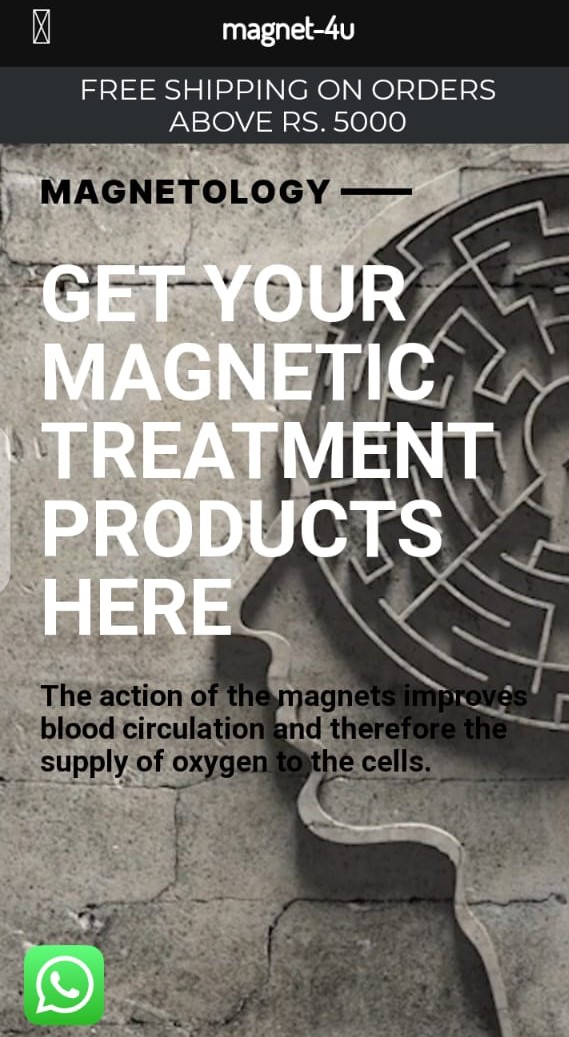 magnet-4u
FREE SHIPPING ON ORDERS
ABOVE RS. 5000
MAGNETOLOGY
GET YOUR
MAGNETIC
TREATMENT
PRODUCTS
HERE
The action of the magnets improves
blood circulation and therefore the
supply of oxygen to the cells.